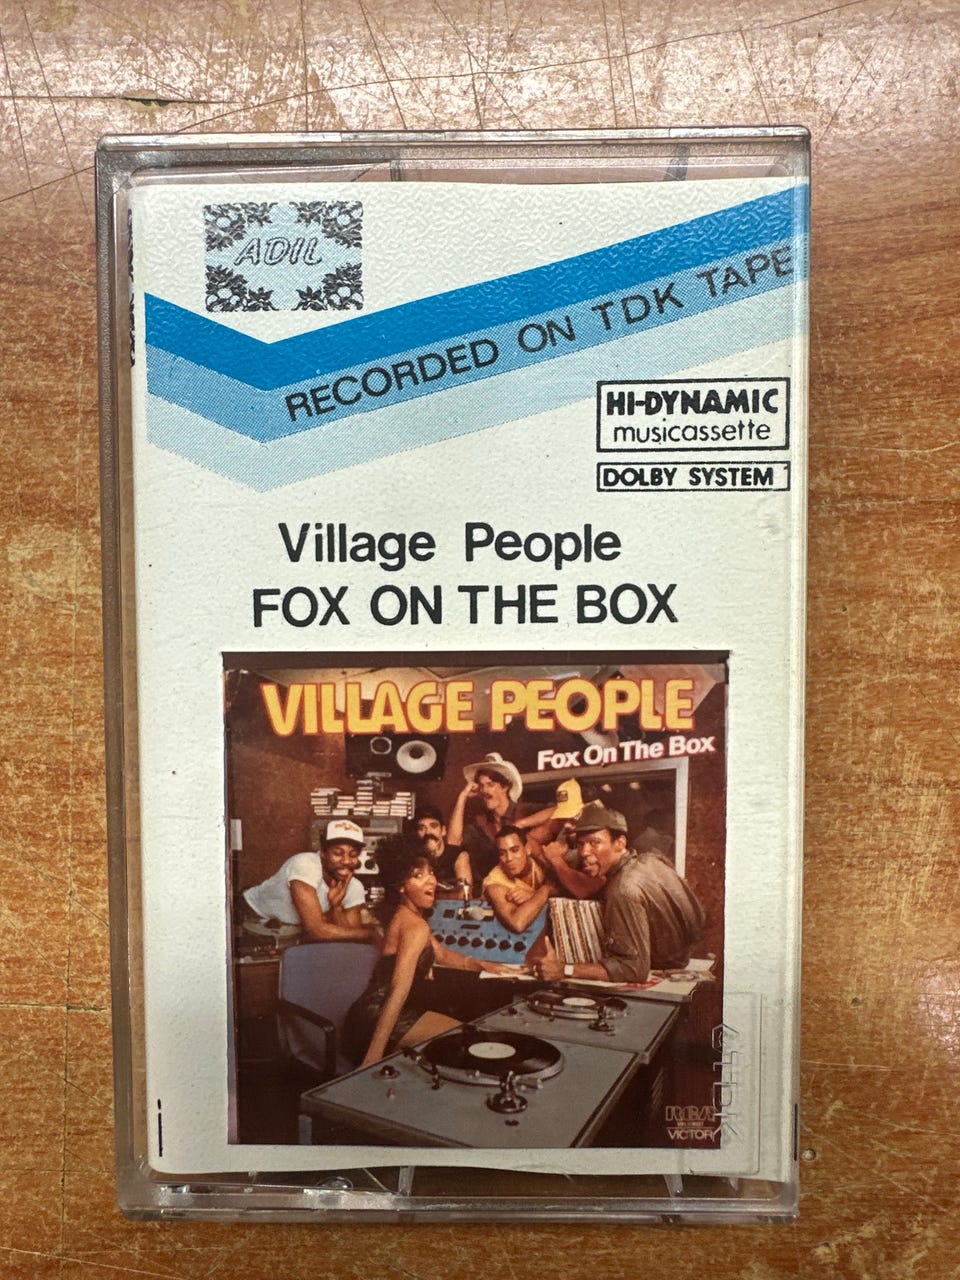 ADIL
RECORDED ON TDK TAPE
HI-DYNAMIC
musicassette
DOLBY SYSTEM
Village People
FOX ON THE BOX
VILLAGE PEOPLE
Fox On The Box
RCA
VICTOR
TDK